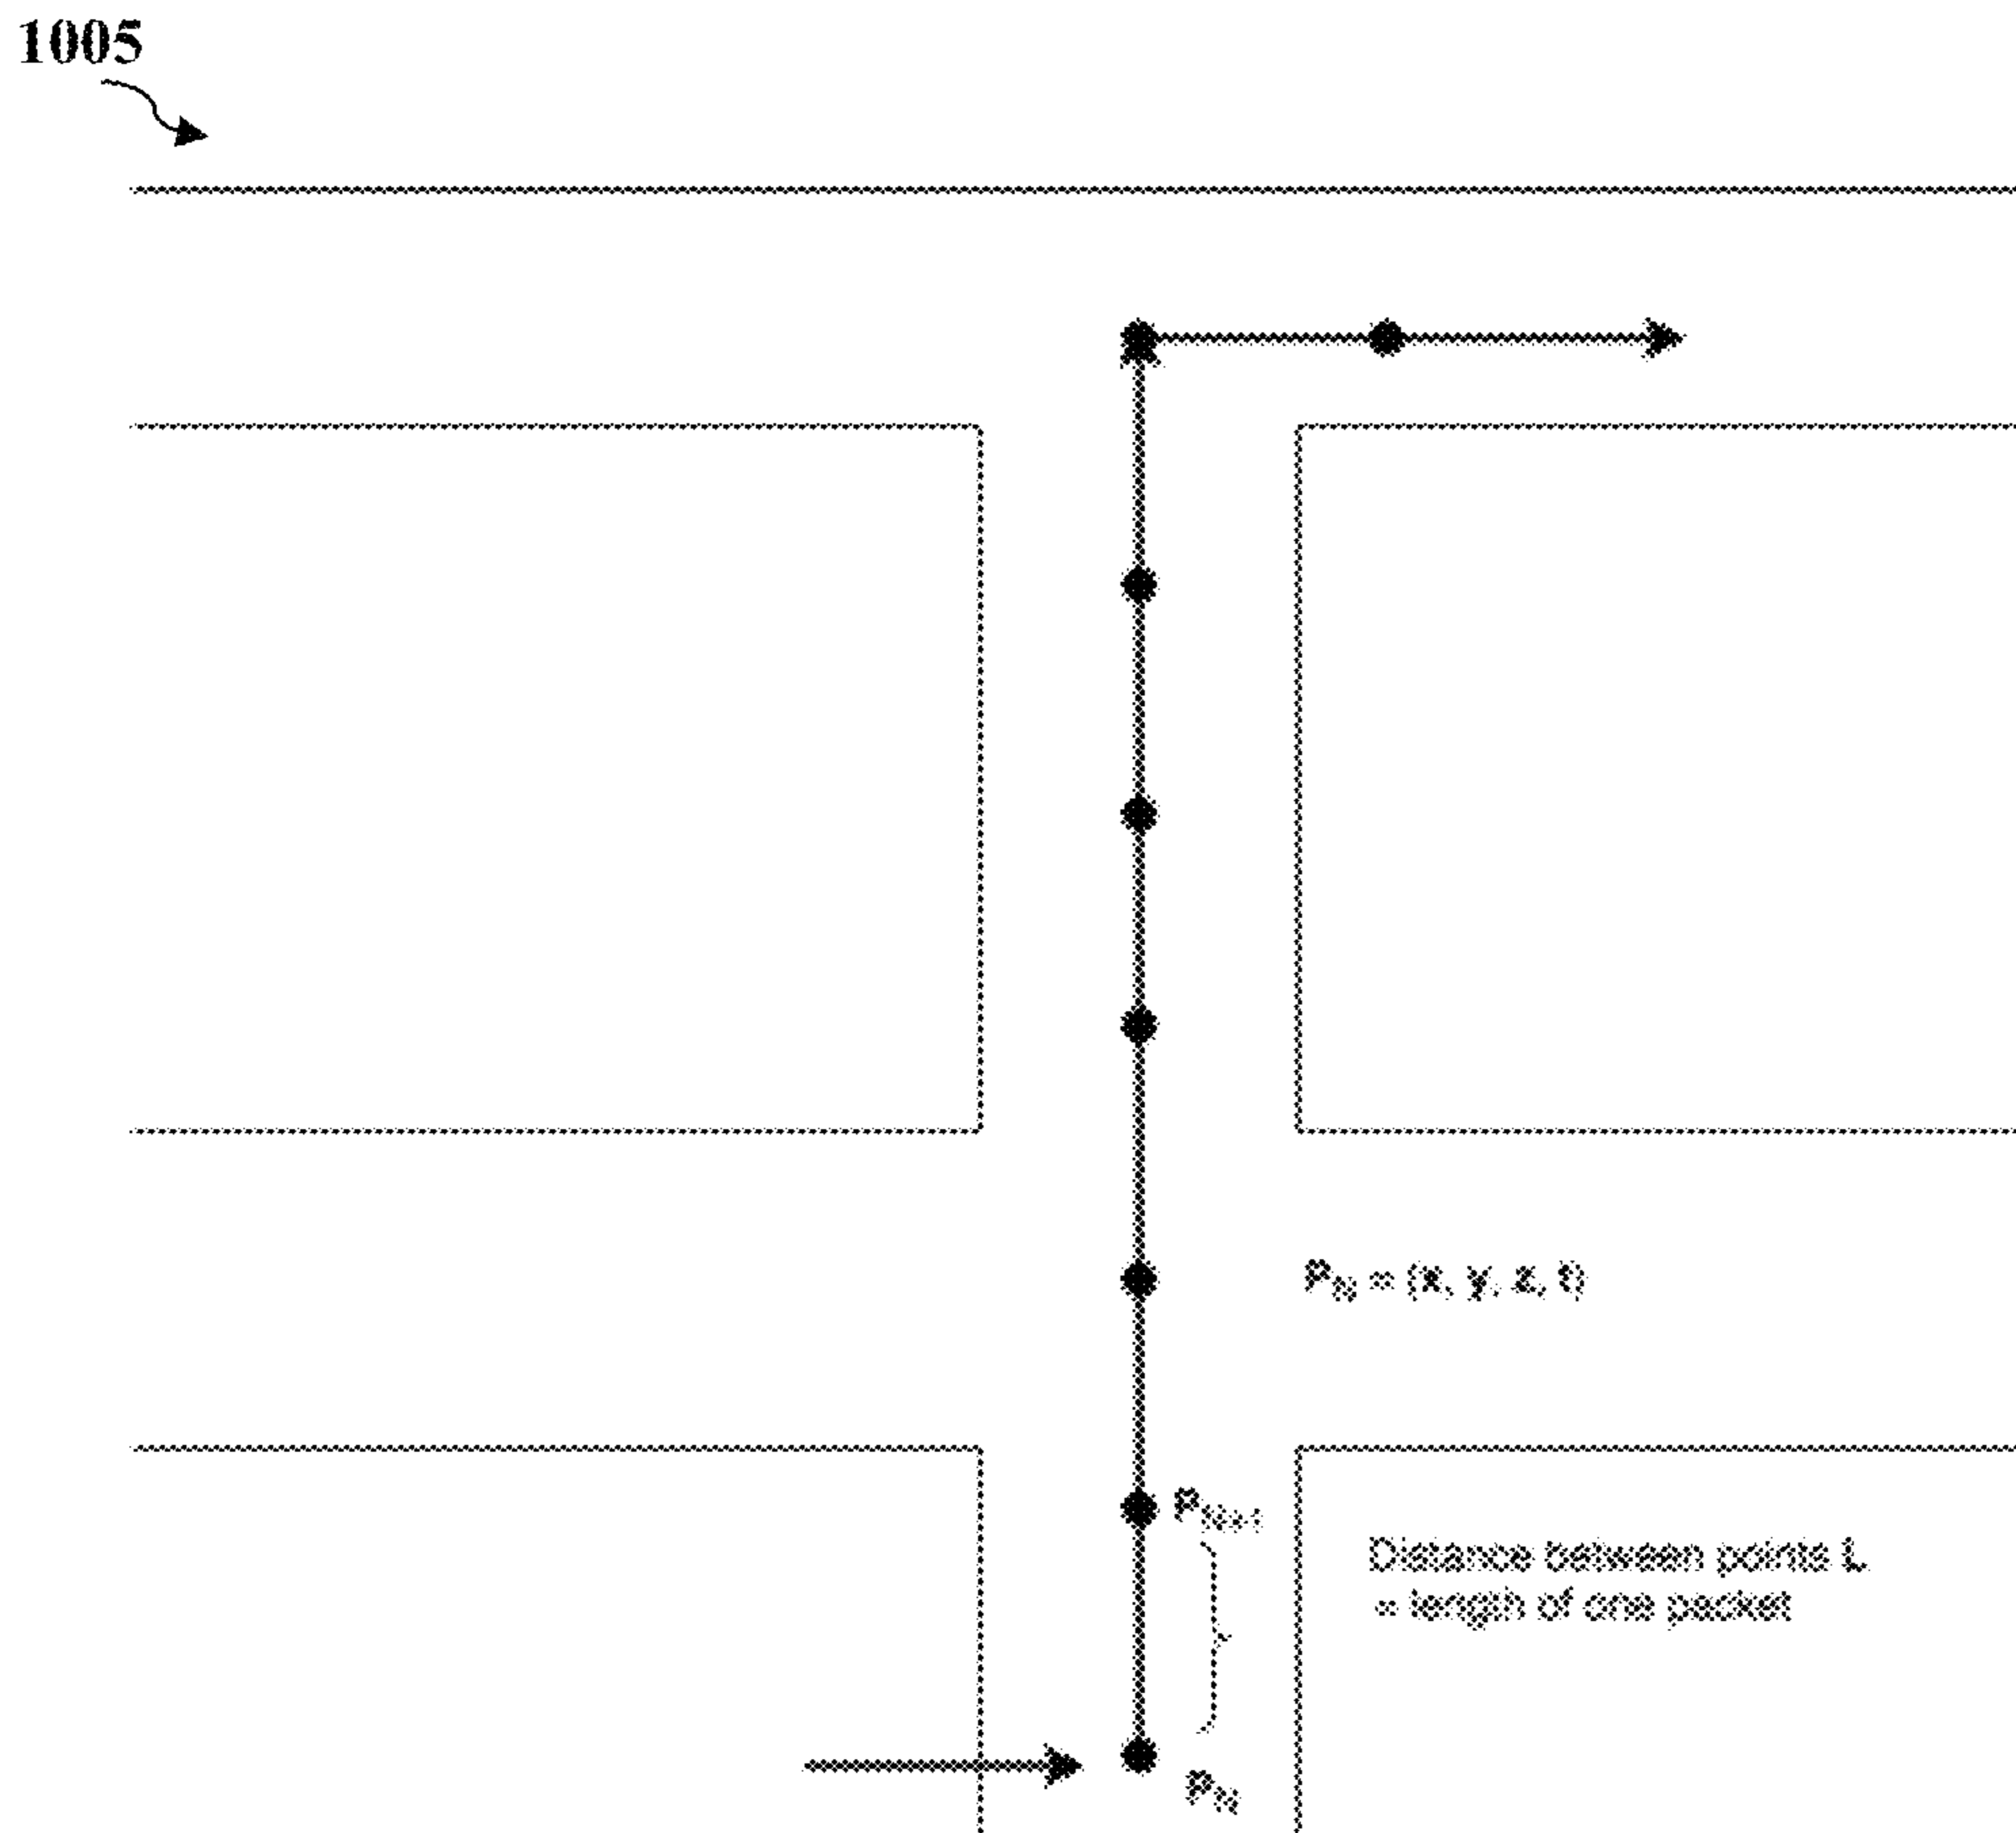 1005
P_N = (x, y, z, t)
P_N+1
Distance between points L
= length of one packet
P_N